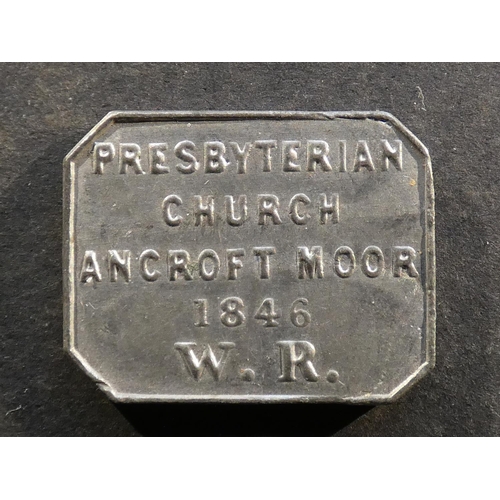 PRESBYTERIAN
CHURCH
ANCROFT MOOR
1846
W. R.